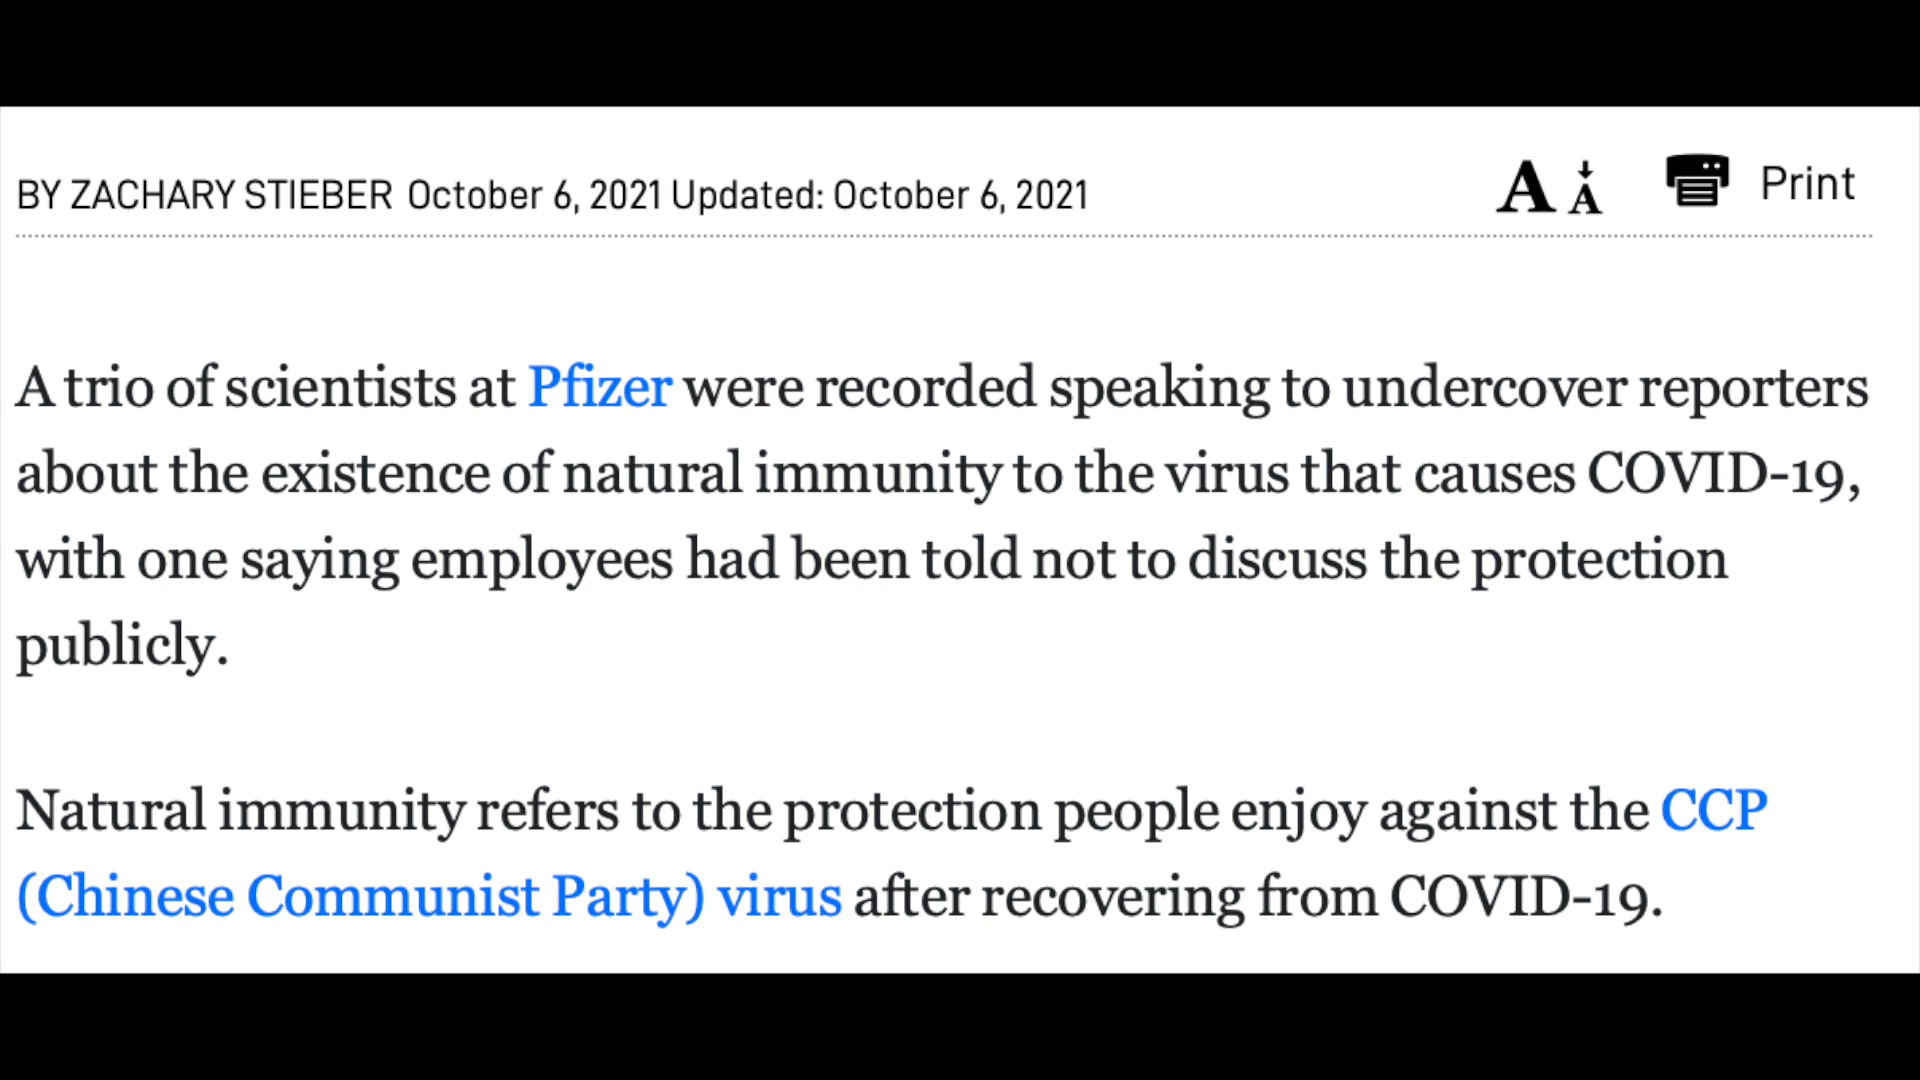 BY ZACHARY STIEBER October 6, 2021 Updated: October 6, 2021
A A Print
A trio of scientists at Pfizer were recorded speaking to undercover reporters
about the existence of natural immunity to the virus that causes COVID-19,
with one saying employees had been told not to discuss the protection
publicly.
Natural immunity refers to the protection people enjoy against the CCP
(Chinese Communist Party) virus after recovering from COVID-19.